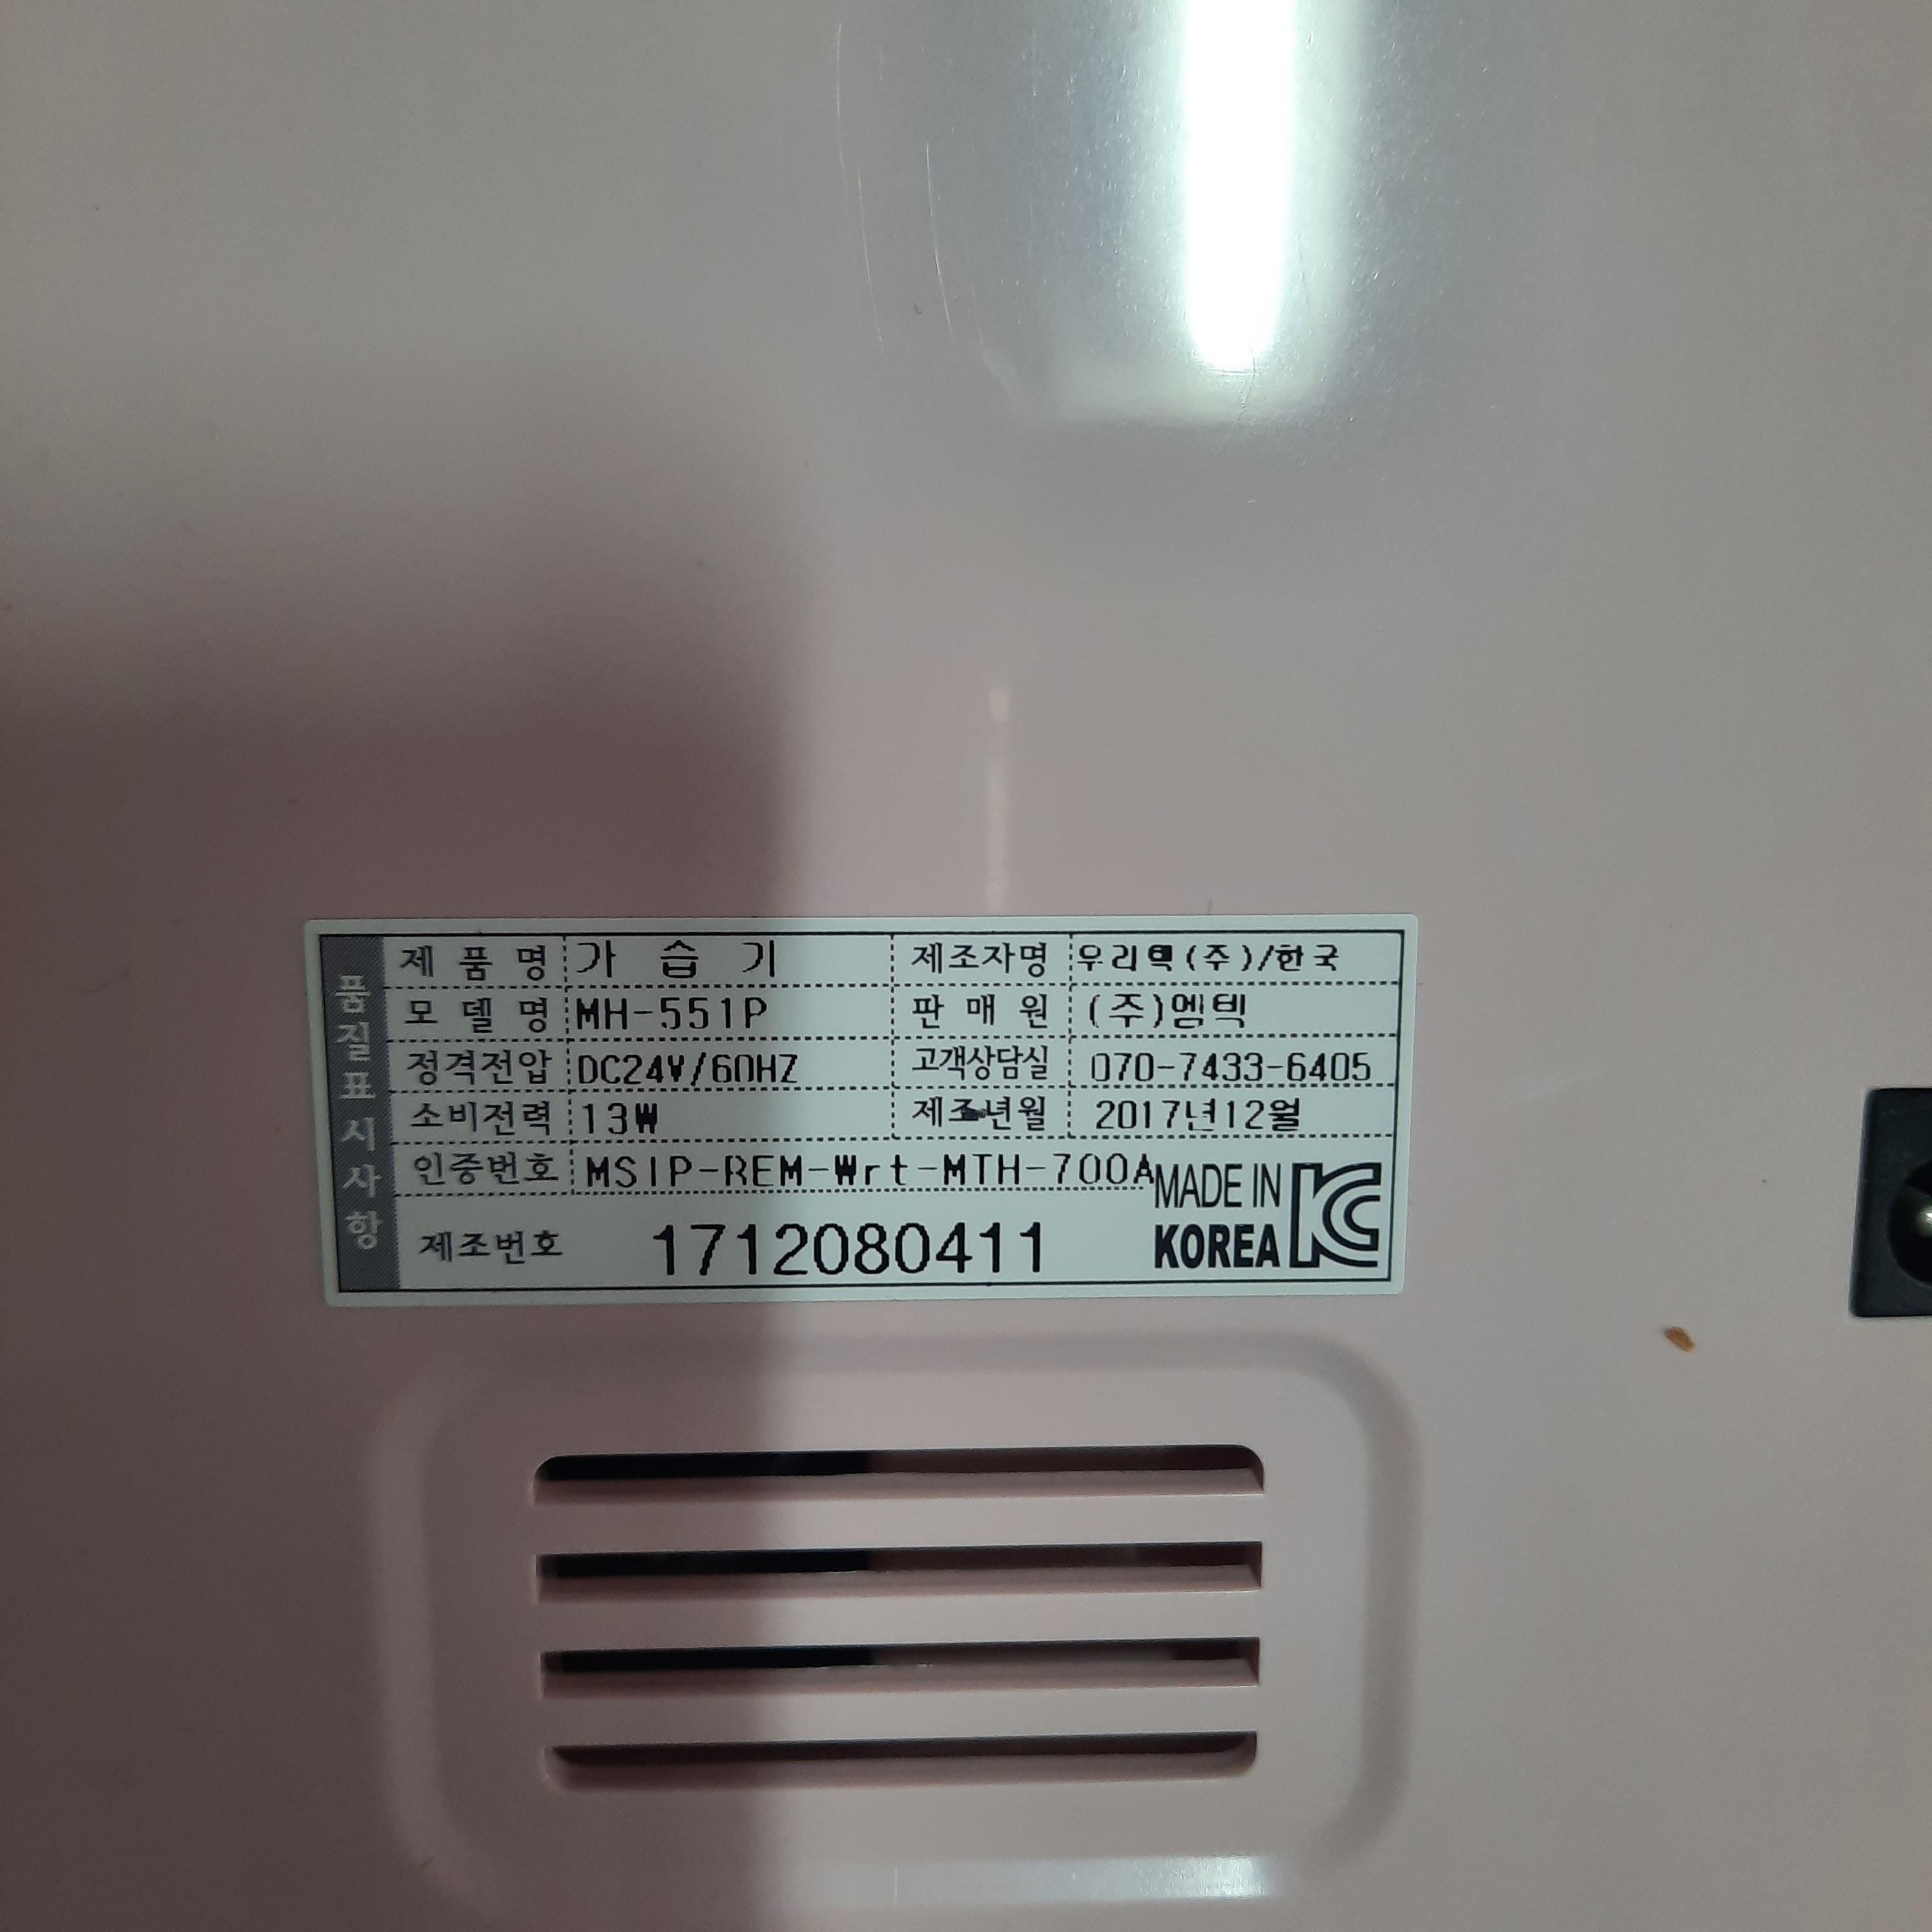 품질표시사항
제 품 명 가 습 기 제조자명 우리텍(주)/한국
모 델 명 MH-551P 판 매 원 (주)엠텍
정격전압 DC24V/60HZ 고객상담실 070-7433-6405
소비전력 13W 제조년월 2017년12월
인증번호 MSIP-REM-Wrt-MTH-700A
제조번호 1712080411
MADE IN
KOREA
KC